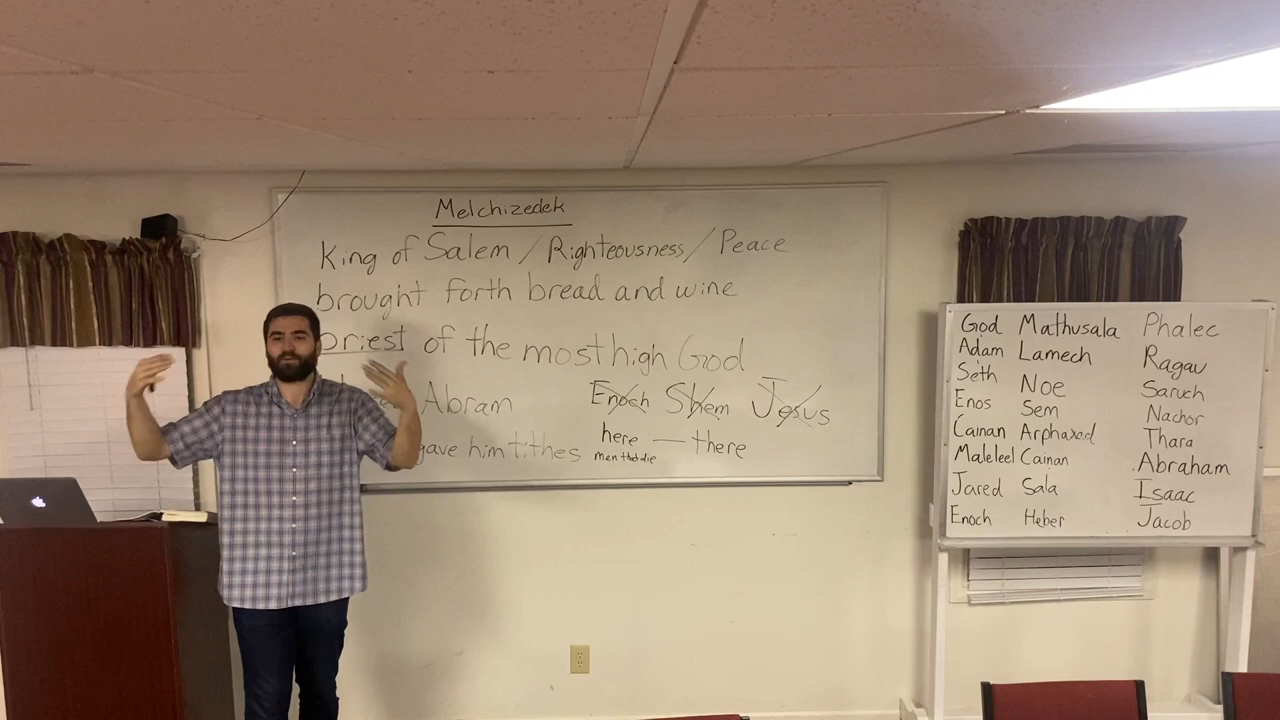 Melchizedek
King of Salem / Righteousness / Peace
brought forth bread and wine
priest of the most high God
Abram Enoch Shem Jesus
gave him tithes here — there
men that die
God Mathusala Phalec
Adam Lamech Ragau
Seth Noe Saruch
Enos Sem Nachor
Cainan Arphaxad Thara
Maleleel Cainan Abraham
Jared Sala Isaac
Enoch Heber Jacob